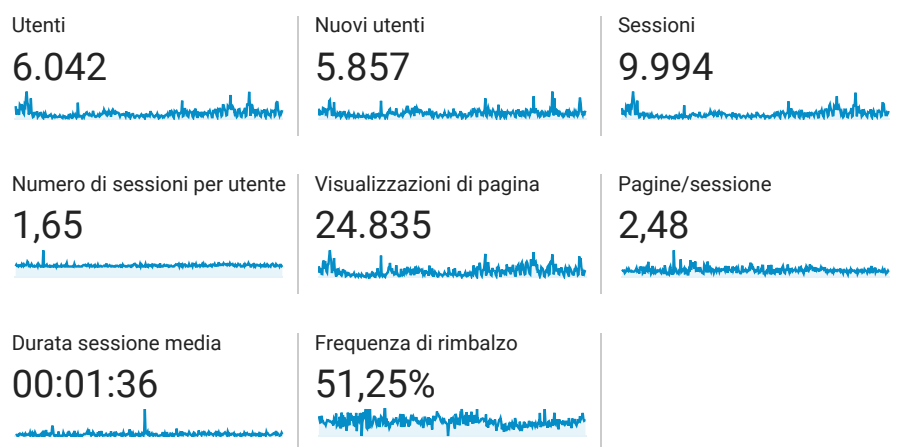 Utenti
6.042
Nuovi utenti
5.857
Sessioni
9.994
Numero di sessioni per utente
1,65
Visualizzazioni di pagina
24.835
Pagine/sessione
2,48
Durata sessione media
00:01:36
Frequenza di rimbalzo
51,25%